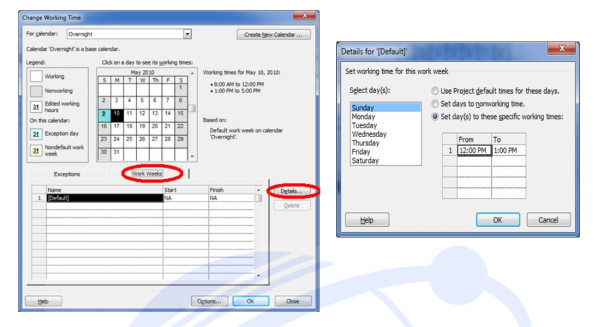 Change Working Time
For calendar: Overnight
Create New Calendar ...
Calendar 'Overnight' is a base calendar.
Legend:
Click on a day to see its working times:
Working
Nonworking
31 Edited working hours
On this calendar:
31 Exception day
31 Nondefault work week
May 2010
S M T W Th F S
1
2 3 4 5 6 7 8
9 10 11 12 13 14 15
16 17 18 19 20 21 22
23 24 25 26 27 28 29
30 31
Working times for May 10, 2010:
• 8:00 AM to 12:00 PM
• 1:00 PM to 5:00 PM
Based on:
Default work week on calendar
'Overnight'.
Exceptions
Work Weeks
Name Start Finish
1 [Default] NA NA
Details...
Delete
Help
Options...
OK
Close
Details for '[Default]'
X
Set working time for this work week
Select day(s):
Sunday
Monday
Tuesday
Wednesday
Thursday
Friday
Saturday
Use Project default times for these days.
Set days to nonworking time.
Set day(s) to these specific working times:
From To
1 12:00 PM 1:00 PM
Help
OK
Cancel